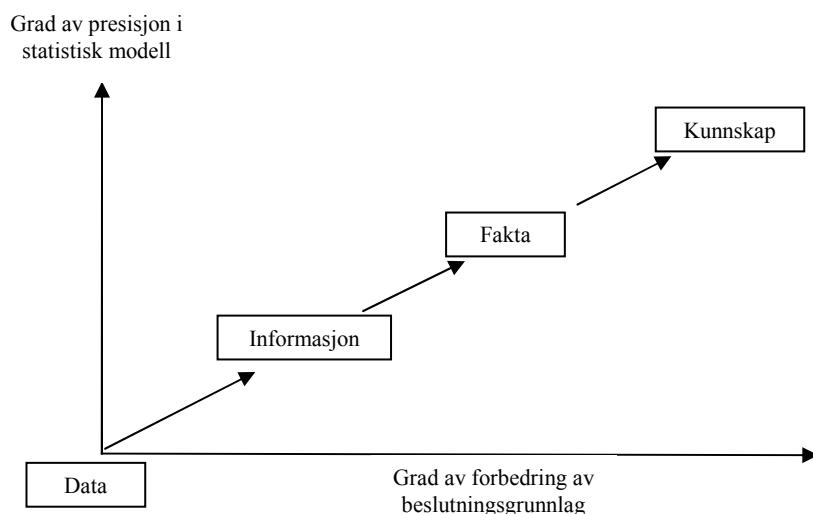 Grad av presisjon i
statistisk modell
Kunnskap
Fakta
Informasjon
Data
Grad av forbedring av
beslutningsgrunnlag